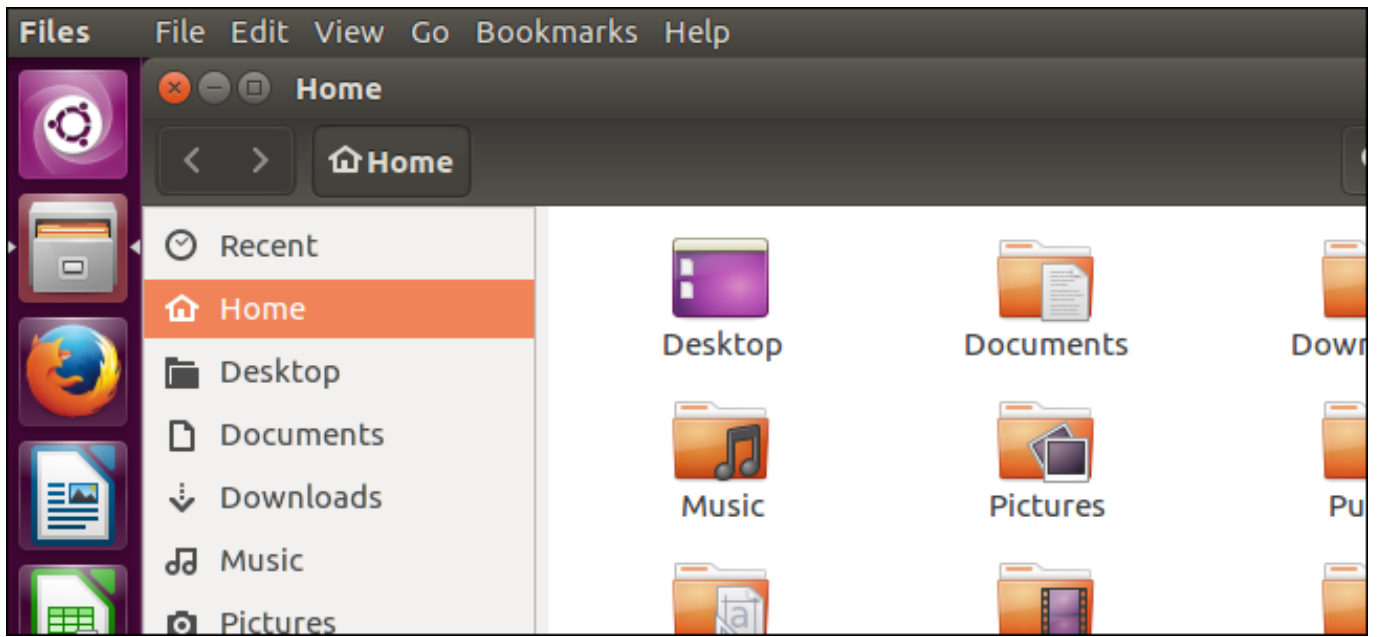 Files File Edit View Go Bookmarks Help
Home
Home
Recent
Home
Desktop
Documents
Downloads
Music
Pictures
Desktop Documents
Music Pictures